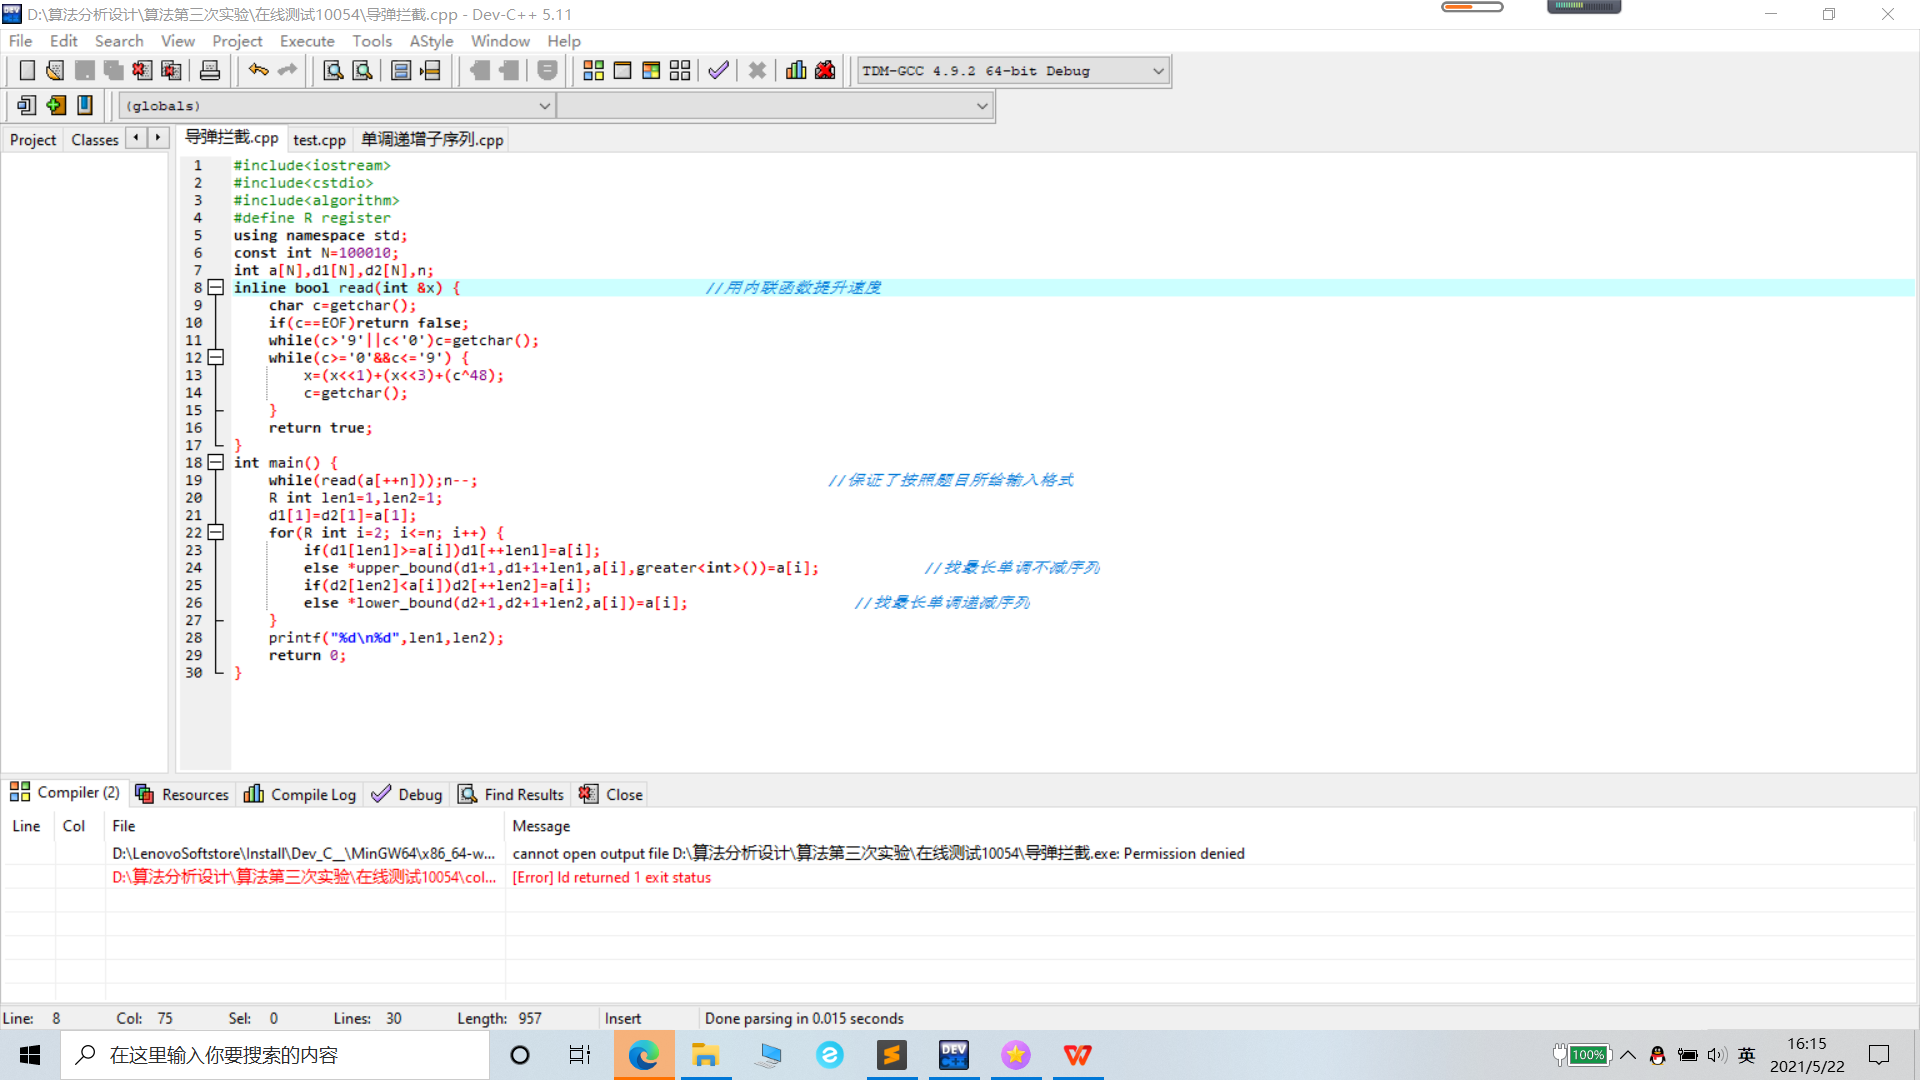 D:\算法分析设计\算法第三次实验\在线测试10054\导弹拦截.cpp - Dev-C++ 5.11
File Edit Search View Project Execute Tools AStyle Window Help
TDM-GCC 4.9.2 64-bit Debug
(globals)
Project Classes 导弹拦截.cpp test.cpp 单调递增子序列.cpp
1 #include<iostream>
2 #include<cstdio>
3 #include<algorithm>
4 #define R register
5 using namespace std;
6 const int N=100010;
7 int a[N],d1[N],d2[N],n;
8 inline bool read(int &x) { //用内联函数提升速度
9 char c=getchar();
10 if(c==EOF)return false;
11 while(c>'9'||c<'0')c=getchar();
12 while(c>='0'&&c<='9') {
13 x=(x<<1)+(x<<3)+(c^48);
14 c=getchar();
15 }
16 return true;
17 }
18 int main() {
19 while(read(a[++n]));n--; //保证了按照题目所给输入格式
20 R int len1=1,len2=1;
21 d1[1]=d2[1]=a[1];
22 for(R int i=2; i<=n; i++) {
23 if(d1[len1]>=a[i])d1[++len1]=a[i];
24 else *upper_bound(d1+1,d1+1+len1,a[i],greater<int>())=a[i]; //找最长单调不减序列
25 if(d2[len2]<a[i])d2[++len2]=a[i];
26 else *lower_bound(d2+1,d2+1+len2,a[i])=a[i]; //找最长单调递减序列
27 }
28 printf("%d\n%d",len1,len2);
29 return 0;
30 }
Compiler (2) Resources Compile Log Debug Find Results Close
Line Col File Message
D:\LenovoSoftstore\Install\Dev_C__\MinGW64\x86_64-w... cannot open output file D:\算法分析设计\算法第三次实验\在线测试10054\导弹拦截.exe: Permission denied
D:\算法分析设计\算法第三次实验\在线测试10054\col... [Error] ld returned 1 exit status
Line: 8 Col: 75 Sel: 0 Lines: 30 Length: 957 Insert Done parsing in 0.015 seconds
在这里输入你要搜索的内容
DEV
100%
英
16:15
2021/5/22